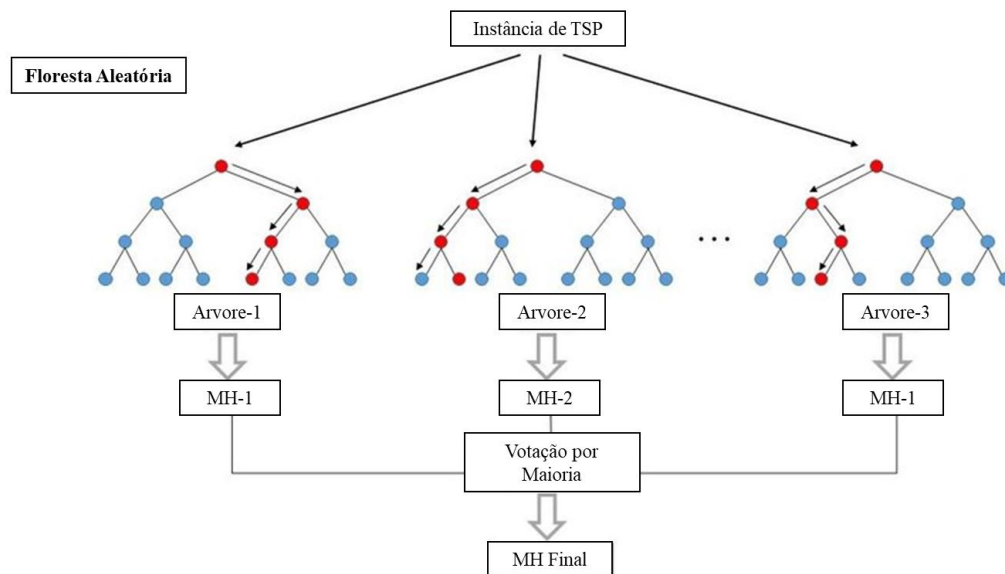 Instância de TSP
Floresta Aleatória
. . .
Arvore-1
Arvore-2
Arvore-3
MH-1
MH-2
MH-1
Votação por
Maioria
MH Final